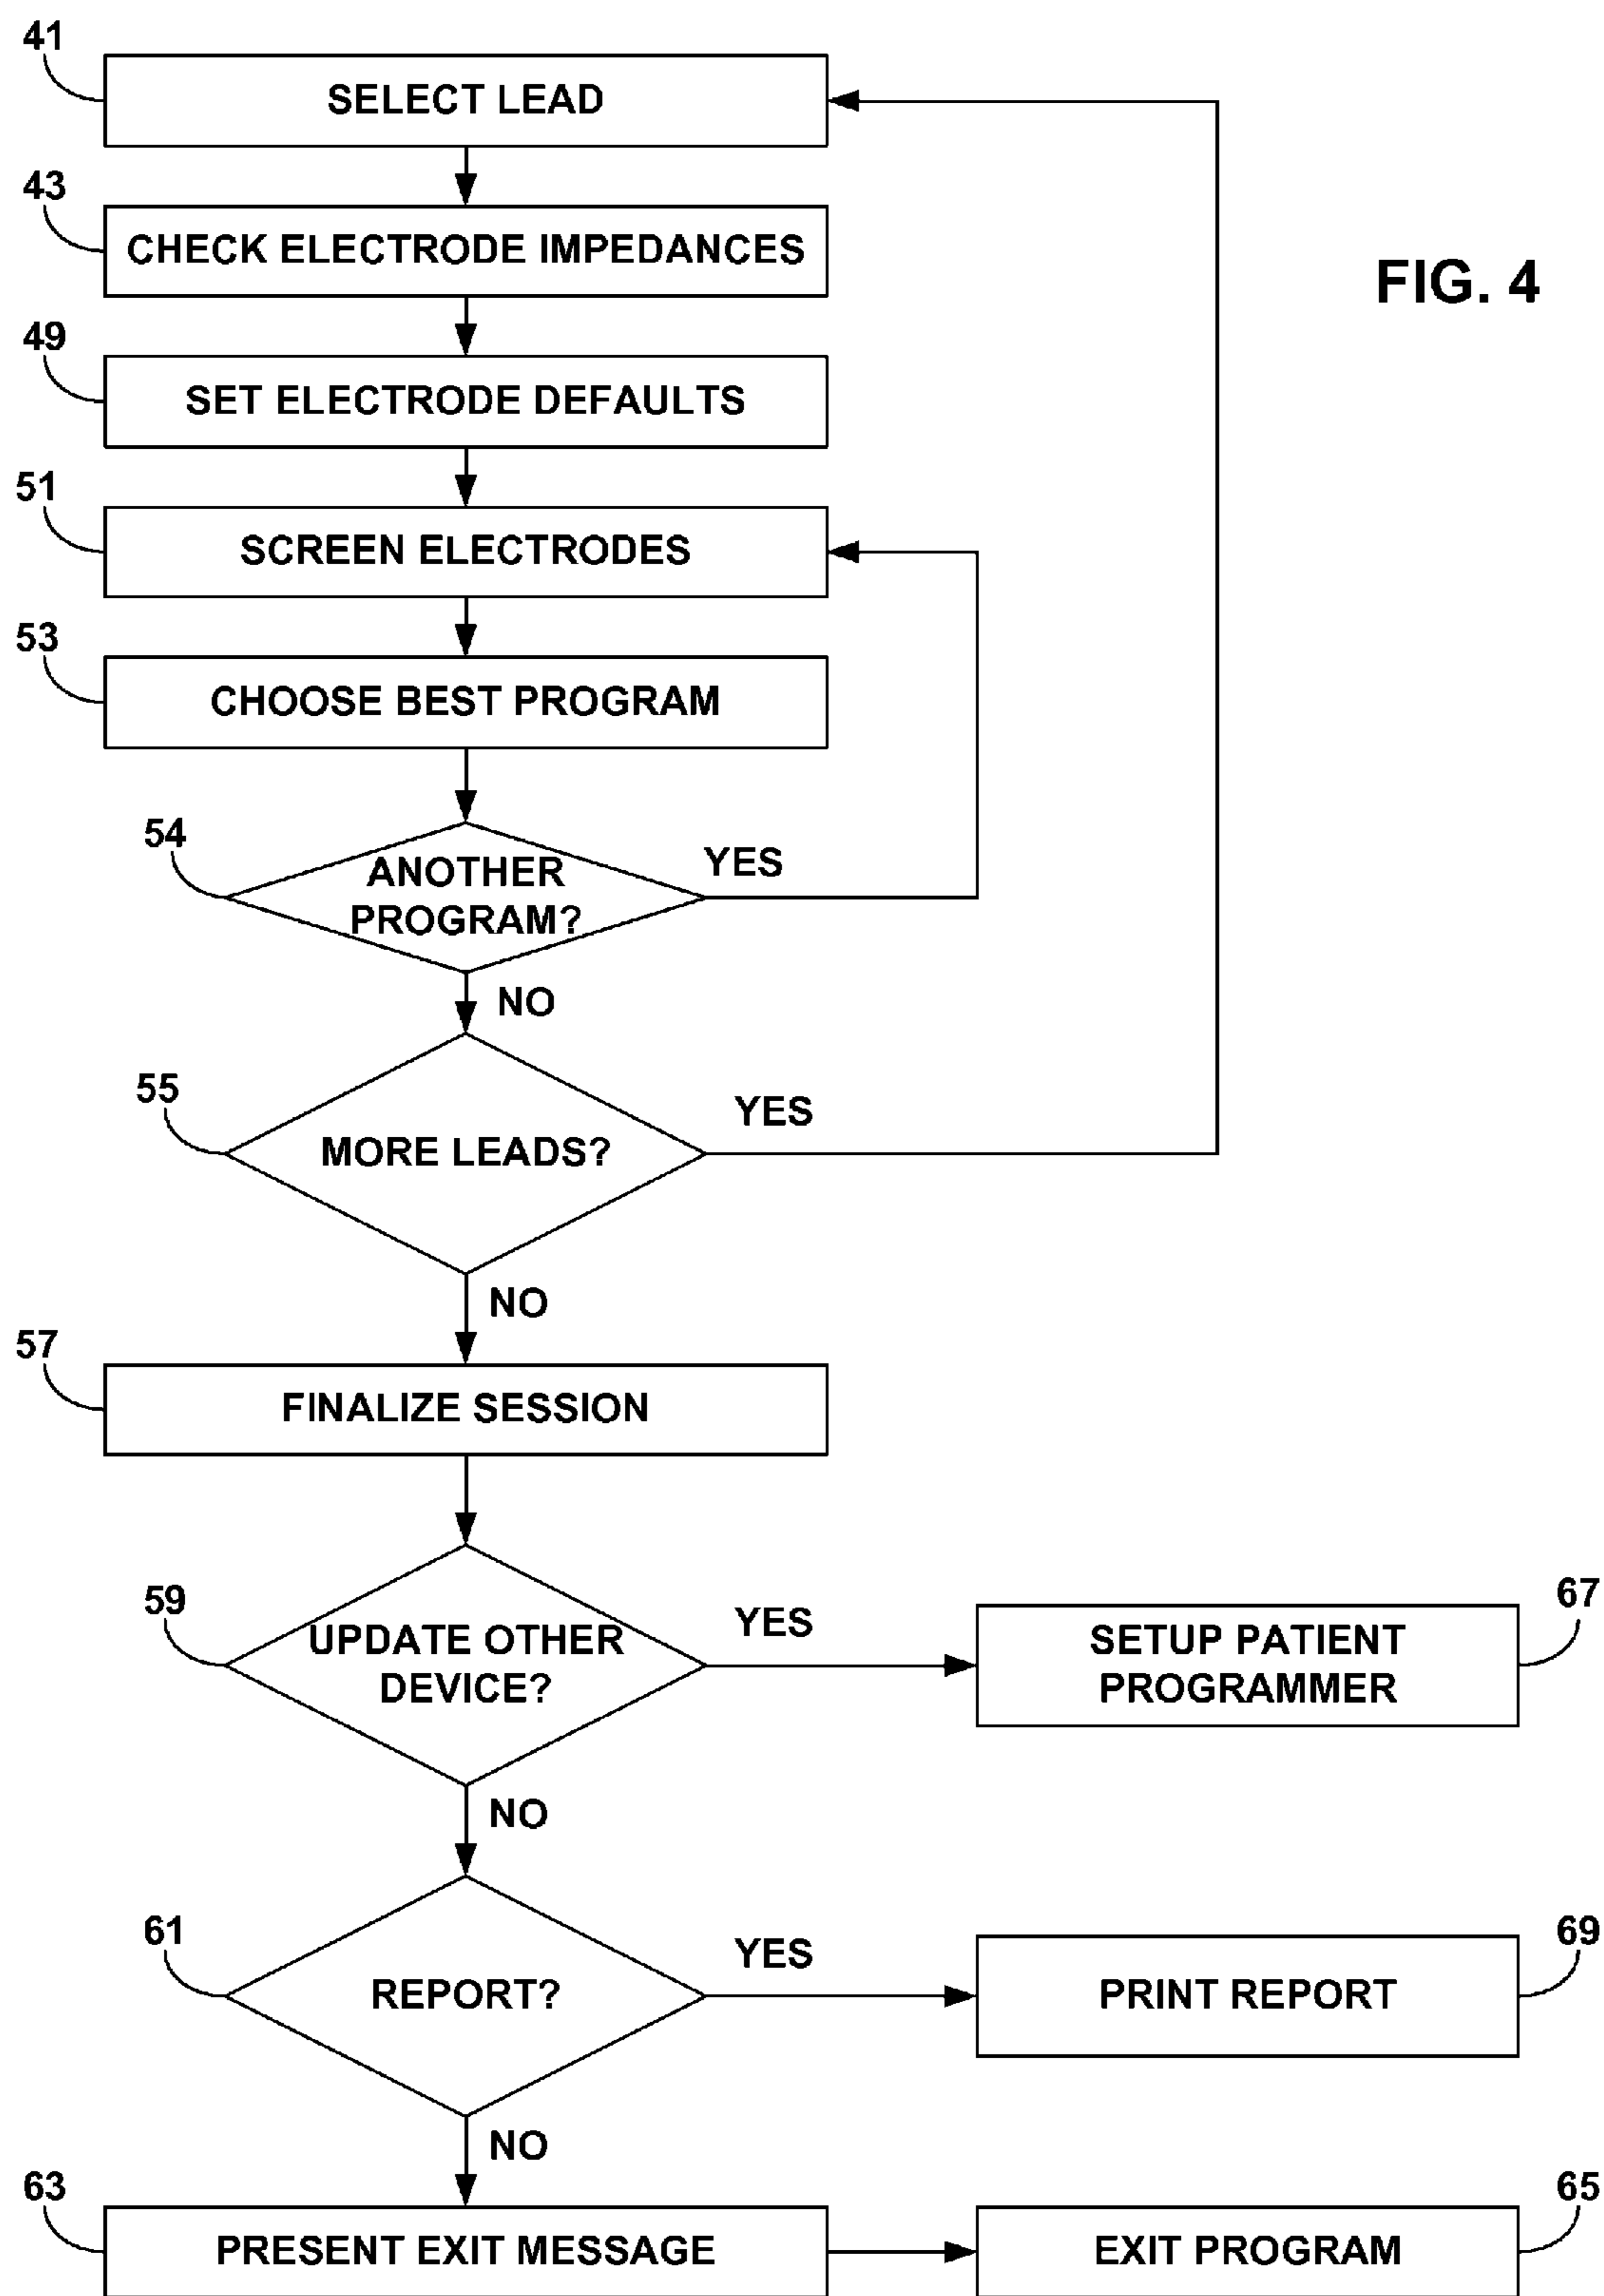 41
SELECT LEAD
43
CHECK ELECTRODE IMPEDANCES
FIG. 4
49
SET ELECTRODE DEFAULTS
51
SCREEN ELECTRODES
53
CHOOSE BEST PROGRAM
54
ANOTHER
PROGRAM?
YES
NO
55
MORE LEADS?
YES
NO
57
FINALIZE SESSION
59
UPDATE OTHER
DEVICE?
YES
67
SETUP PATIENT
PROGRAMMER
NO
61
REPORT?
YES
69
PRINT REPORT
NO
63
PRESENT EXIT MESSAGE
65
EXIT PROGRAM